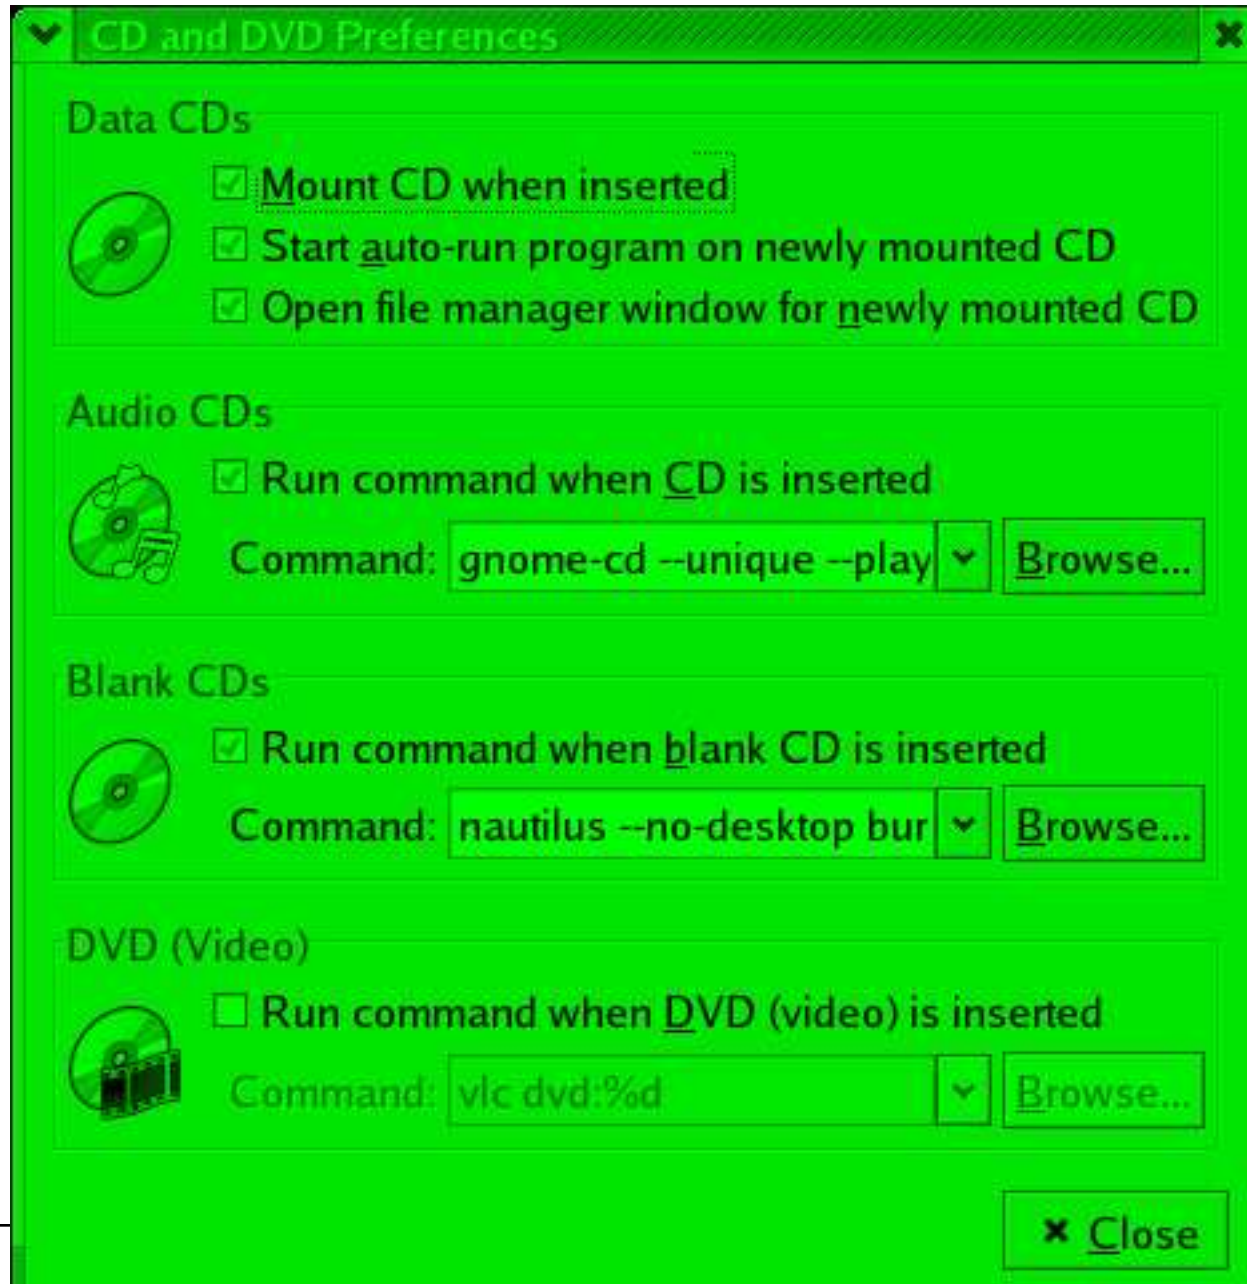 CD and DVD Preferences
Data CDs
Mount CD when inserted
Start auto-run program on newly mounted CD
Open file manager window for newly mounted CD
Audio CDs
Run command when CD is inserted
Command: gnome-cd --unique --play Browse...
Blank CDs
Run command when blank CD is inserted
Command: nautilus --no-desktop bur Browse...
DVD (Video)
Run command when DVD (video) is inserted
Command: vlc dvd:%d Browse...
Close